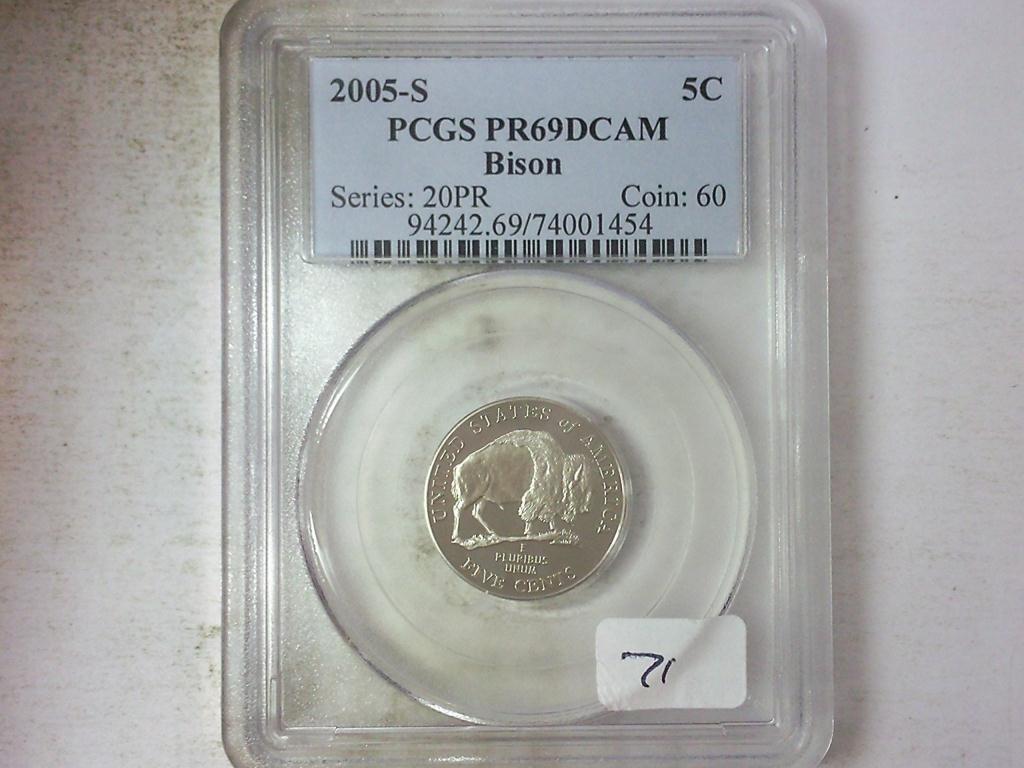 2005-S 5C
PCGS PR69DCAM
Bison
Series: 20PR Coin: 60
94242.69/74001454
UNITED STATES of AMERICA
E
PLURIBUS
UNUM
FIVE CENTS
71